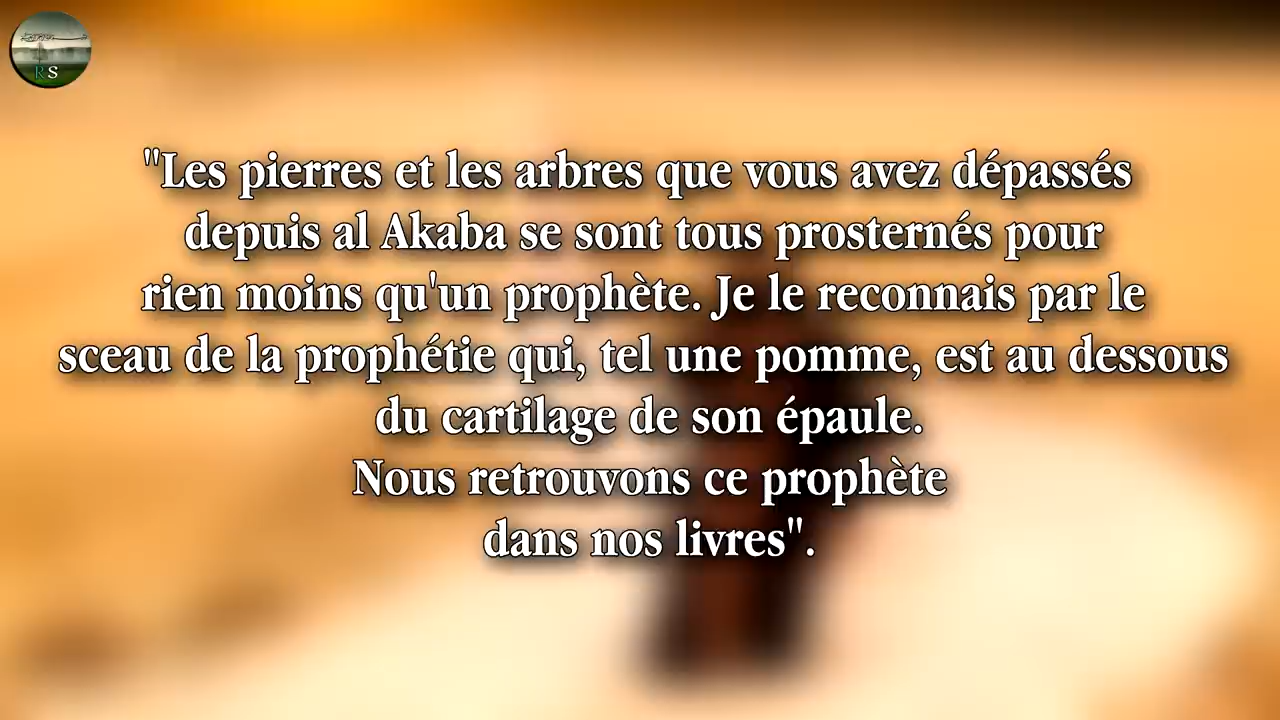 R S
"Les pierres et les arbres que vous avez dépassés
depuis al Akaba se sont tous prosternés pour
rien moins qu'un prophète. Je le reconnais par le
sceau de la prophétie qui, tel une pomme, est au dessous
du cartilage de son épaule.
Nous retrouvons ce prophète
dans nos livres".